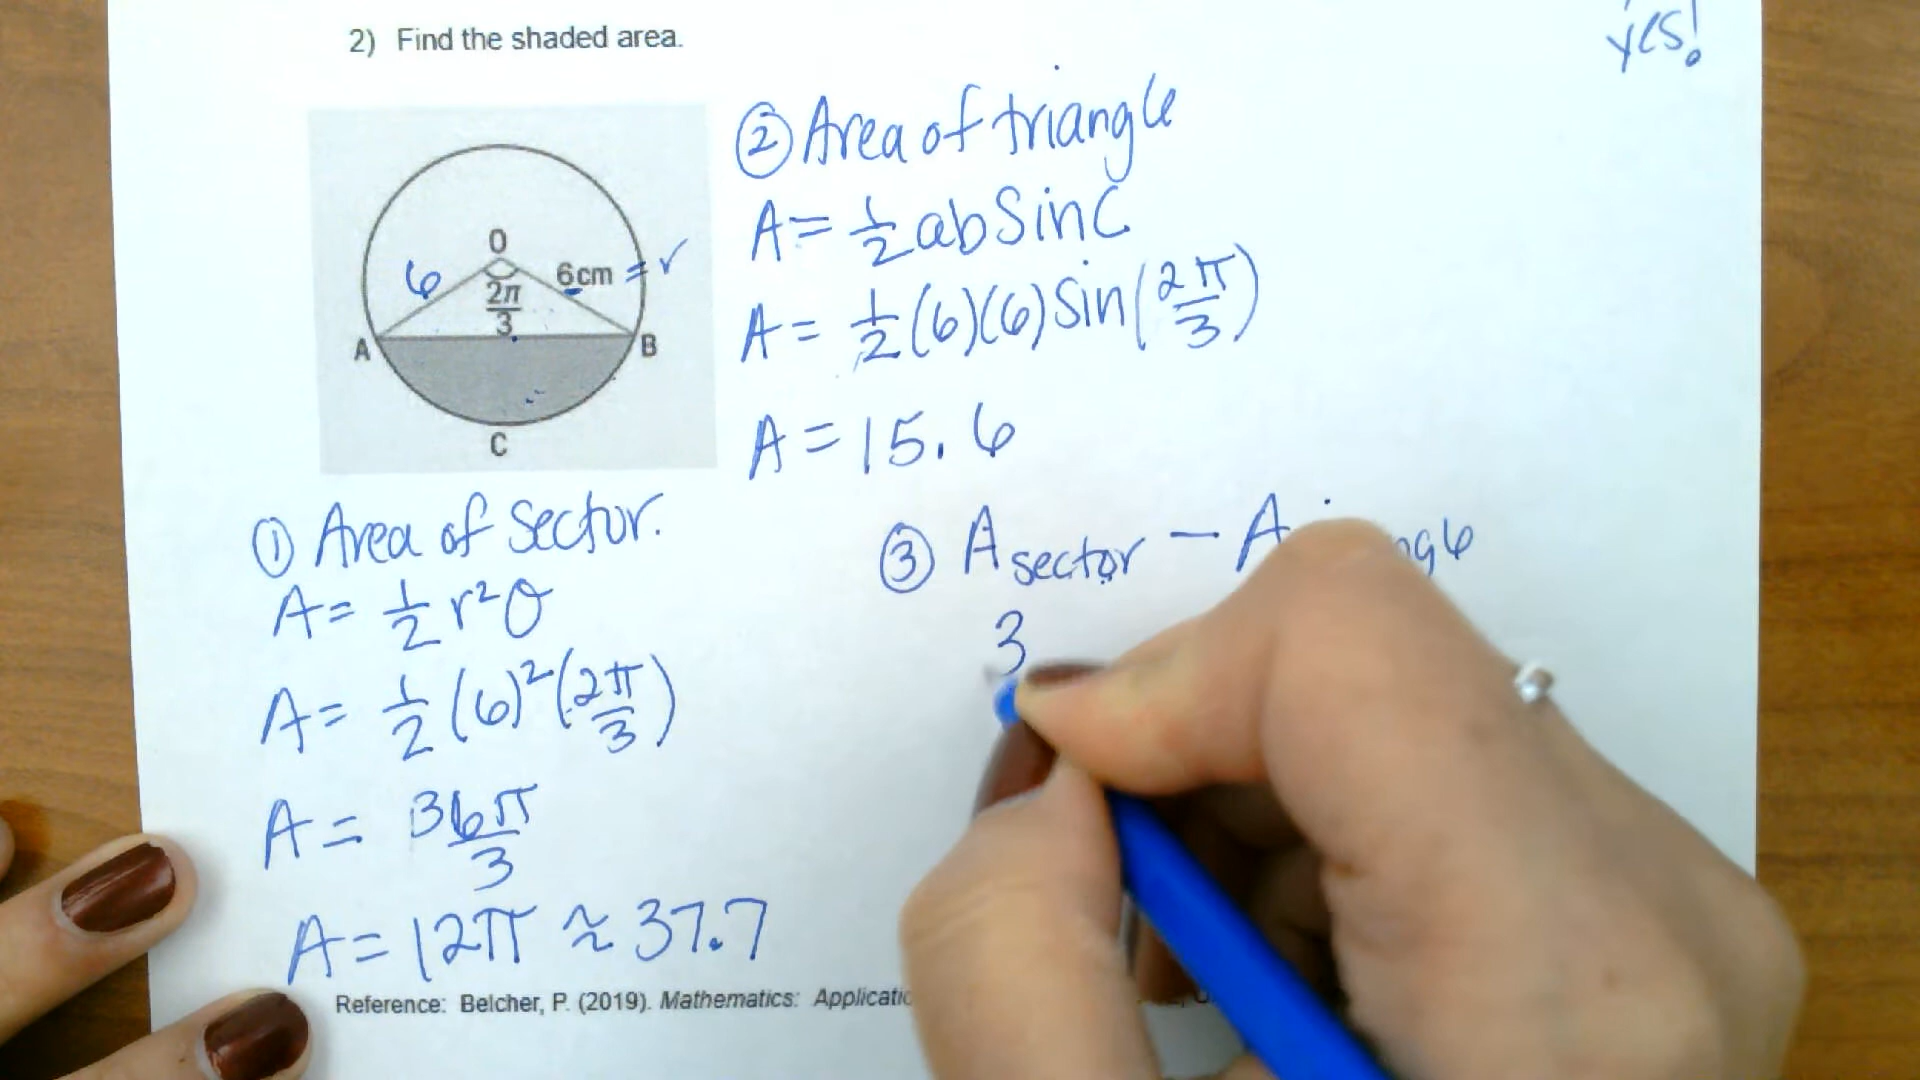 2) Find the shaded area.
yes!
O
6
6cm = r
2π
3
A
B
C
② Area of triangle
A = 1/2 ab Sin C
A = 1/2 (6)(6) Sin (2π/3)
A = 15.6
① Area of Sector.
A = 1/2 r²θ
A = 1/2 (6)² (2π/3)
A = 36π/3
A = 12π ≈ 37.7
③ A sector - A
3
Reference: Belcher, P. (2019). Mathematics: